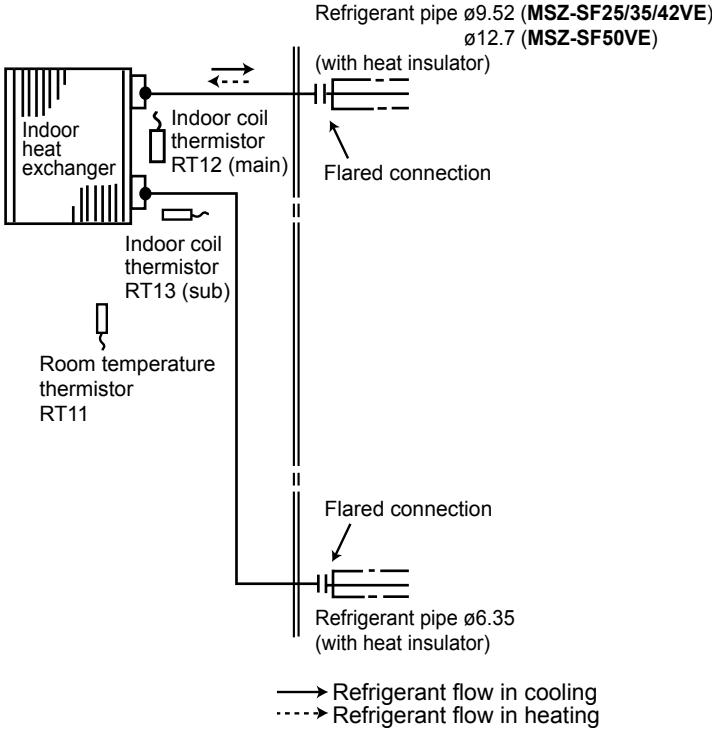 Refrigerant pipe ø9.52 (MSZ-SF25/35/42VE)
ø12.7 (MSZ-SF50VE)
(with heat insulator)
Indoor
heat
exchanger
Indoor coil
thermistor
RT12 (main)
Flared connection
Indoor coil
thermistor
RT13 (sub)
Room temperature
thermistor
RT11
Flared connection
Refrigerant pipe ø6.35
(with heat insulator)
Refrigerant flow in cooling
Refrigerant flow in heating